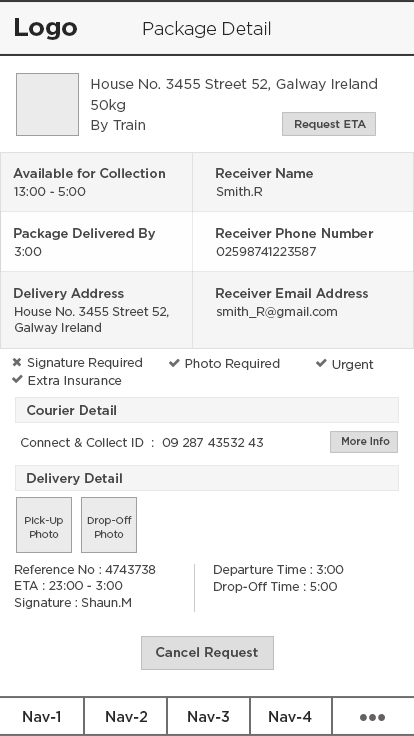 Logo
Package Detail
House No. 3455 Street 52, Galway Ireland
50kg
By Train
Request ETA
Available for Collection
13:00 - 5:00
Receiver Name
Smith.R
Package Delivered By
3:00
Receiver Phone Number
02598741223587
Delivery Address
House No. 3455 Street 52,
Galway Ireland
Receiver Email Address
smith_R@gmail.com
Signature Required
Photo Required
Urgent
Extra Insurance
Courier Detail
Connect & Collect ID : 09 287 43532 43
More Info
Delivery Detail
Pick-Up
Photo
Drop-Off
Photo
Reference No : 4743738
ETA : 23:00 - 3:00
Signature : Shaun.M
Departure Time : 3:00
Drop-Off Time : 5:00
Cancel Request
Nav-1
Nav-2
Nav-3
Nav-4